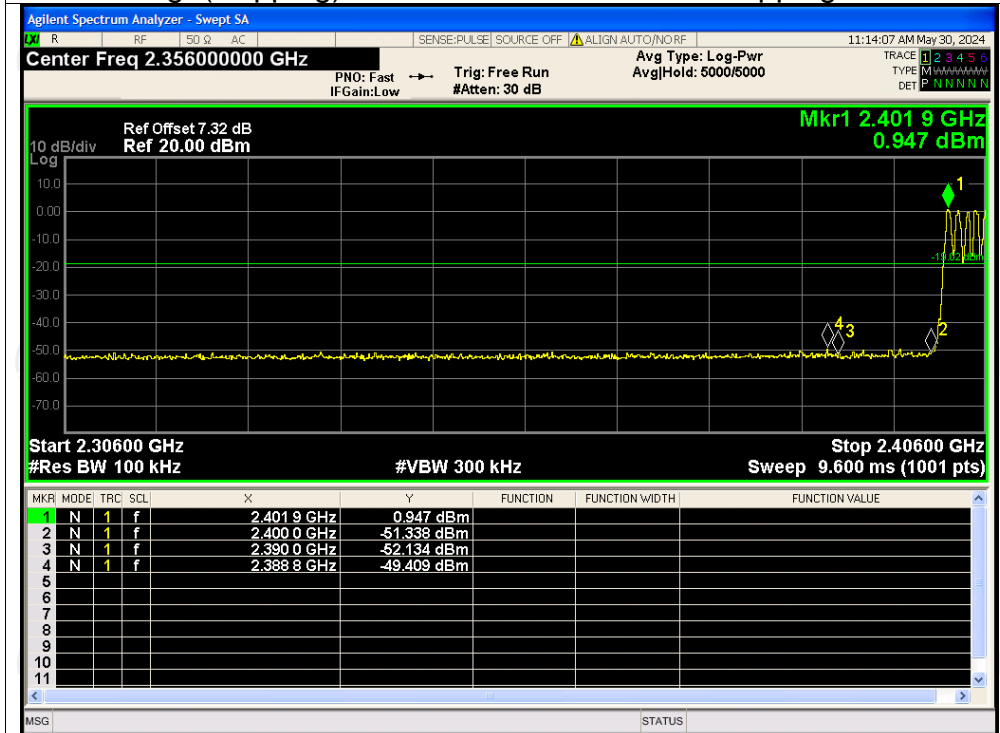 Agilent Spectrum Analyzer - Swept SA
LXI R RF 50 Ω AC SENSE:PULSE SOURCE OFF ALIGN AUTO/NO RF 11:14:07 AM May 30, 2024
Center Freq 2.356000000 GHz
PNO: Fast
IFGain:Low
Trig: Free Run
#Atten: 30 dB
Avg Type: Log-Pwr
Avg|Hold: 5000/5000
TRACE 1 2 3 4 5 6
TYPE M
DET P N N N N N
Mkr1 2.401 9 GHz
0.947 dBm
Ref Offset 7.32 dB
10 dB/div Ref 20.00 dBm
Log
10.0
0.00
-10.0
-20.0
-30.0
-40.0
-50.0
-60.0
-70.0
1
-19.02 dBm
4 3 2
Start 2.30600 GHz Stop 2.40600 GHz
#Res BW 100 kHz #VBW 300 kHz Sweep 9.600 ms (1001 pts)
MKR MODE TRC SCL X Y FUNCTION FUNCTION WIDTH FUNCTION VALUE
1 N 1 f 2.401 9 GHz 0.947 dBm
2 N 1 f 2.400 0 GHz -51.338 dBm
3 N 1 f 2.390 0 GHz -52.134 dBm
4 N 1 f 2.388 8 GHz -49.409 dBm
5
6
7
8
9
10
11
MSG STATUS